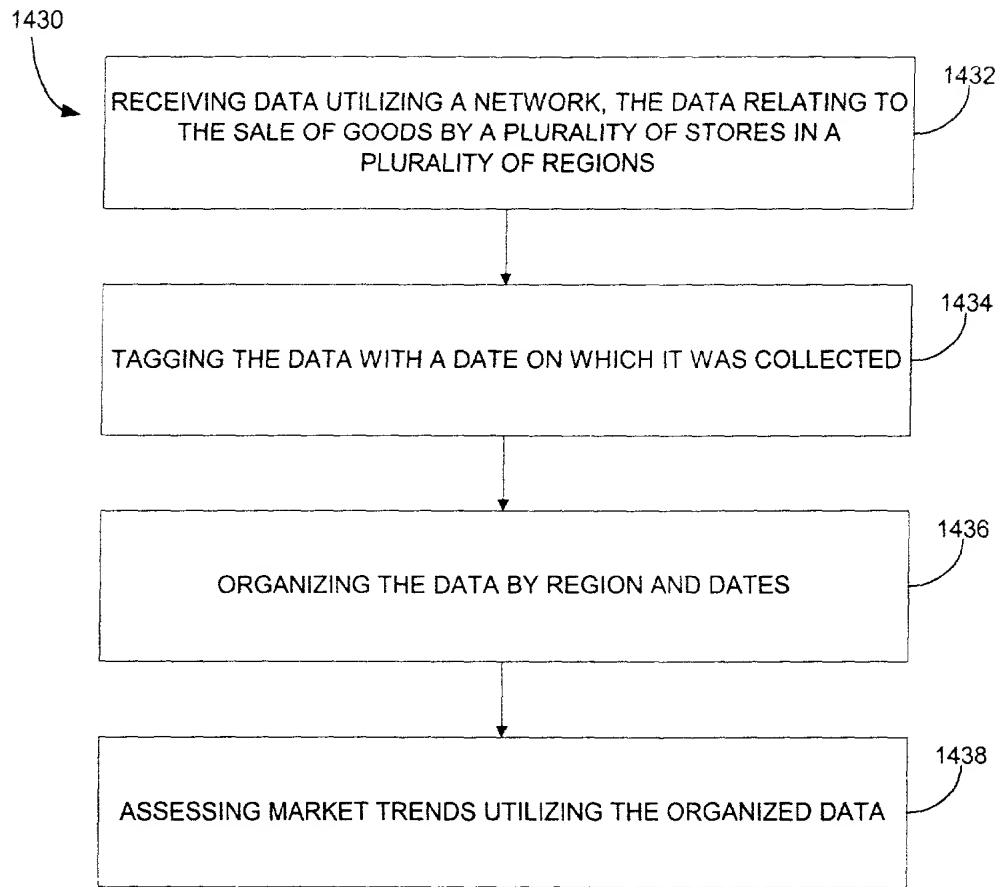 1430
1432
RECEIVING DATA UTILIZING A NETWORK, THE DATA RELATING TO
THE SALE OF GOODS BY A PLURALITY OF STORES IN A
PLURALITY OF REGIONS
1434
TAGGING THE DATA WITH A DATE ON WHICH IT WAS COLLECTED
1436
ORGANIZING THE DATA BY REGION AND DATES
1438
ASSESSING MARKET TRENDS UTILIZING THE ORGANIZED DATA